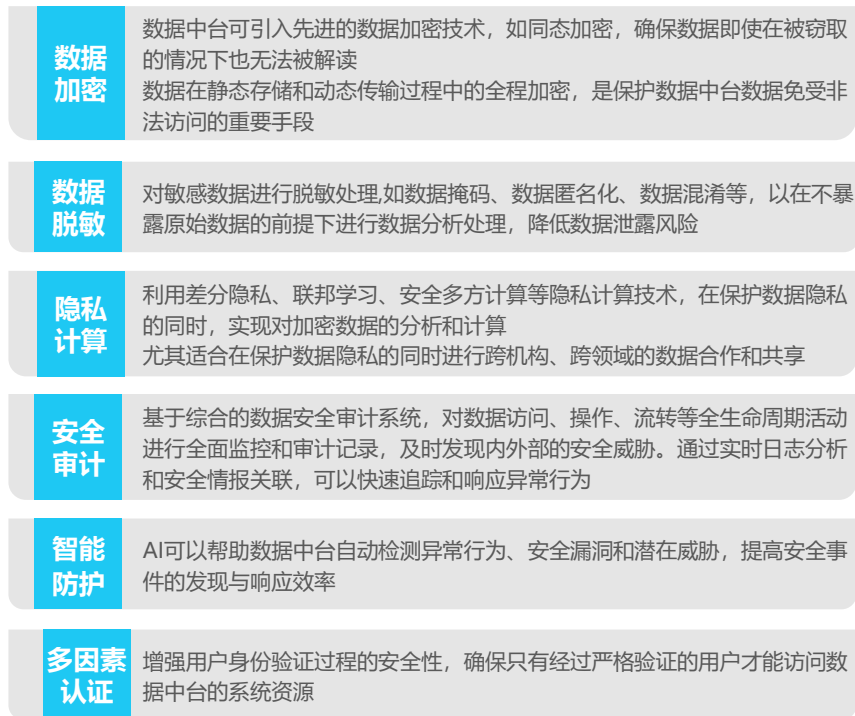 数据
加密
数据中台可引入先进的数据加密技术，如同态加密，确保数据即使在被窃取
的情况下也无法被解读
数据在静态存储和动态传输过程中的全程加密，是保护数据中台数据免受非
法访问的重要手段
数据
脱敏
对敏感数据进行脱敏处理,如数据掩码、数据匿名化、数据混淆等，以在不暴
露原始数据的前提下进行数据分析处理，降低数据泄露风险
隐私
计算
利用差分隐私、联邦学习、安全多方计算等隐私计算技术，在保护数据隐私
的同时，实现对加密数据的分析和计算
尤其适合在保护数据隐私的同时进行跨机构、跨领域的数据合作和共享
安全
审计
基于综合的数据安全审计系统，对数据访问、操作、流转等全生命周期活动
进行全面监控和审计记录，及时发现内外部的安全威胁。通过实时日志分析
和安全情报关联，可以快速追踪和响应异常行为
智能
防护
AI可以帮助数据中台自动检测异常行为、安全漏洞和潜在威胁，提高安全事
件的发现与响应效率
多因素
认证
增强用户身份验证过程的安全性，确保只有经过严格验证的用户才能访问数
据中台的系统资源